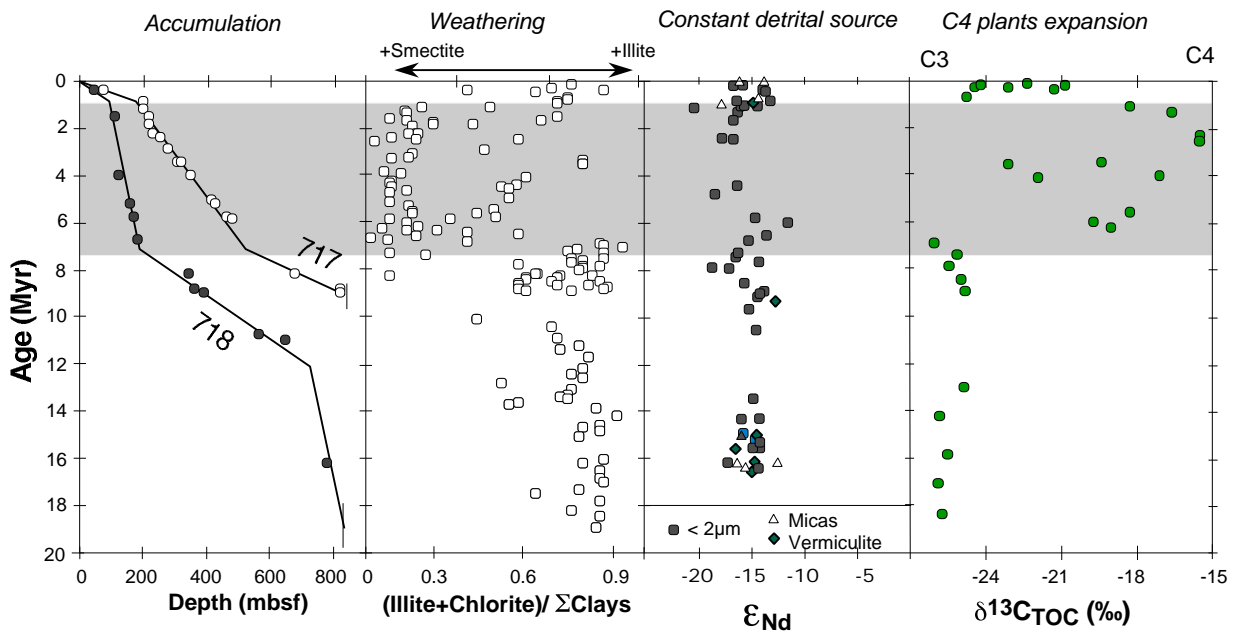 Accumulation
Weathering
Constant detrital source
C4 plants expansion
+Smectite
+Illite
C3
C4
Age (Myr)
0
2
4
6
8
10
12
14
16
18
20
717
718
< 2µm
Micas
Vermiculite
0 200 400 600 800
0 0.3 0.6 0.9
-20 -15 -10 -5
-24 -21 -18 -15
Depth (mbsf)
(Illite+Chlorite)/ ΣClays
εNd
δ13CTOC (‰)